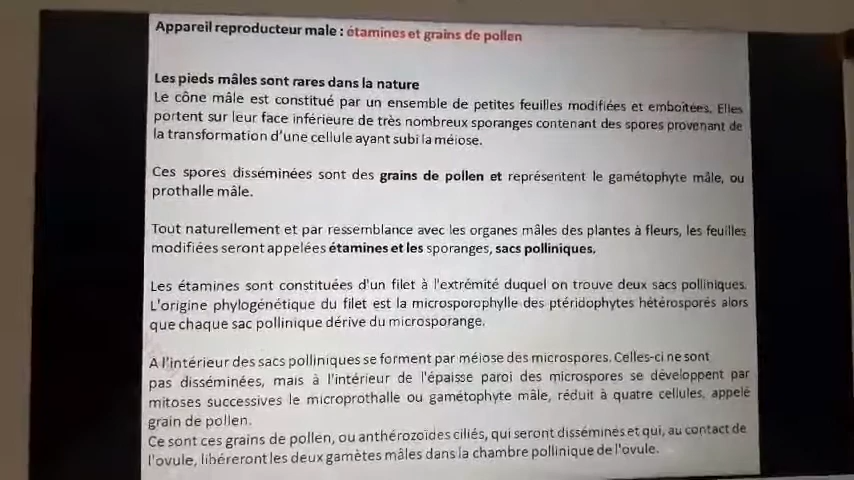 Appareil reproducteur male : étamines et grains de pollen
Les pieds mâles sont rares dans la nature
Le cône mâle est constitué par un ensemble de petites feuilles modifiées et emboitées. Elles
portent sur leur face inférieure de très nombreux sporanges contenant des spores provenant de
la transformation d'une cellule ayant subi la méiose.
Ces spores disséminées sont des grains de pollen et représentent le gamétophyte mâle, ou
prothalle mâle.
Tout naturellement et par ressemblance avec les organes mâles des plantes à fleurs, les feuilles
modifiées seront appelées étamines et les sporanges, sacs polliniques.
Les étamines sont constituées d'un filet à l'extrémité duquel on trouve deux sacs polliniques.
L'origine phylogénétique du filet est la microsporophylle des ptéridophytes hétérosporés alors
que chaque sac pollinique dérive du microsporange.
A l'intérieur des sacs polliniques se forment par méiose des microspores. Celles-ci ne sont
pas disséminées, mais à l'intérieur de l'épaisse paroi des microspores se développent par
mitoses successives le microprothalle ou gamétophyte mâle, réduit à quatre cellules, appelé
grain de pollen.
Ce sont ces grains de pollen, ou anthérozoïdes ciliés, qui seront disséminés et qui, au contact de
l'ovule, libéreront les deux gamètes mâles dans la chambre pollinique de l'ovule.